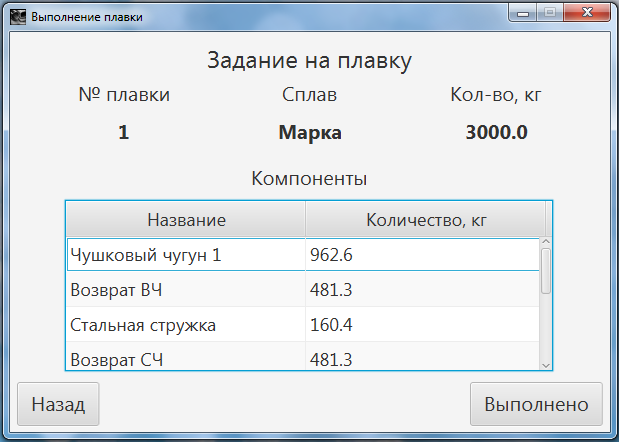 Выполнение плавки
Задание на плавку
№ плавки Сплав Кол-во, кг
1 Марка 3000.0
Компоненты
Название Количество, кг
Чушковый чугун 1 962.6
Возврат ВЧ 481.3
Стальная стружка 160.4
Возврат СЧ 481.3
Назад Выполнено